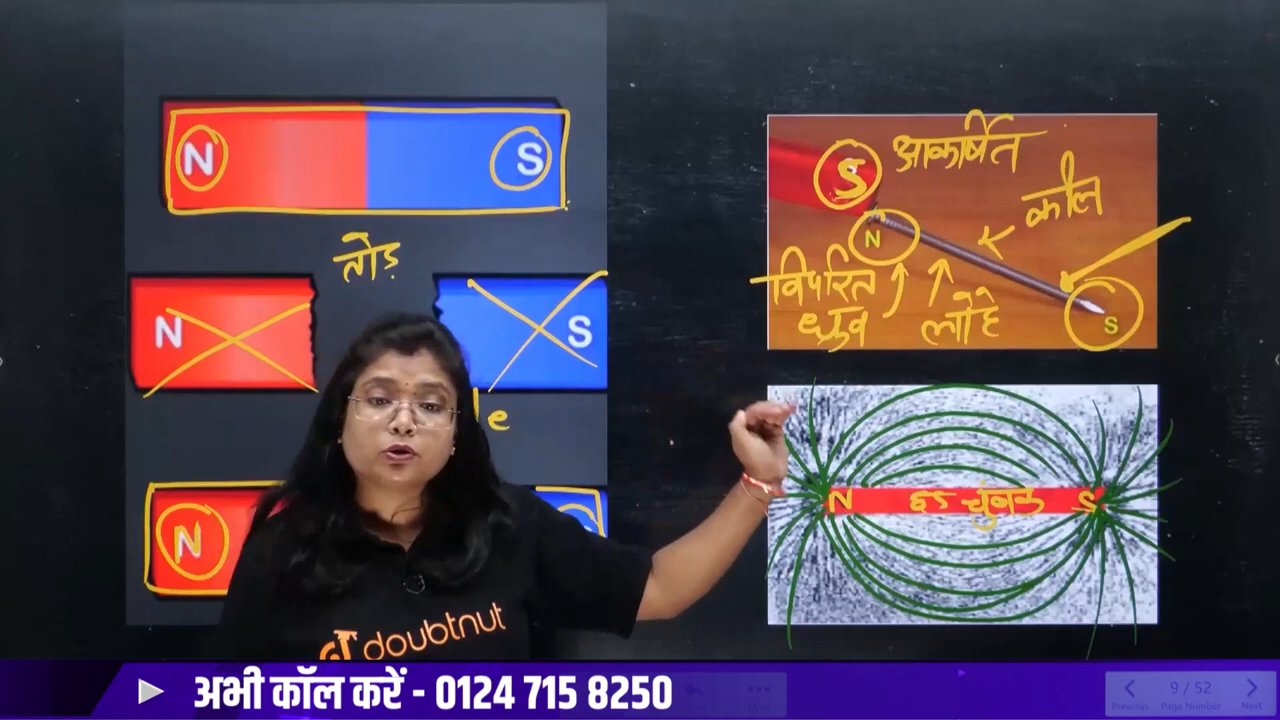 N
S
तोड़
N
S
le
N
doubtnut
S
आकर्षित
कील
N
विपरित
ध्रुव
लोहे
S
N
छड़ चुंबक
S
अभी कॉल करें - 0124 715 8250
9 / 52
Previous
Page Number
Next